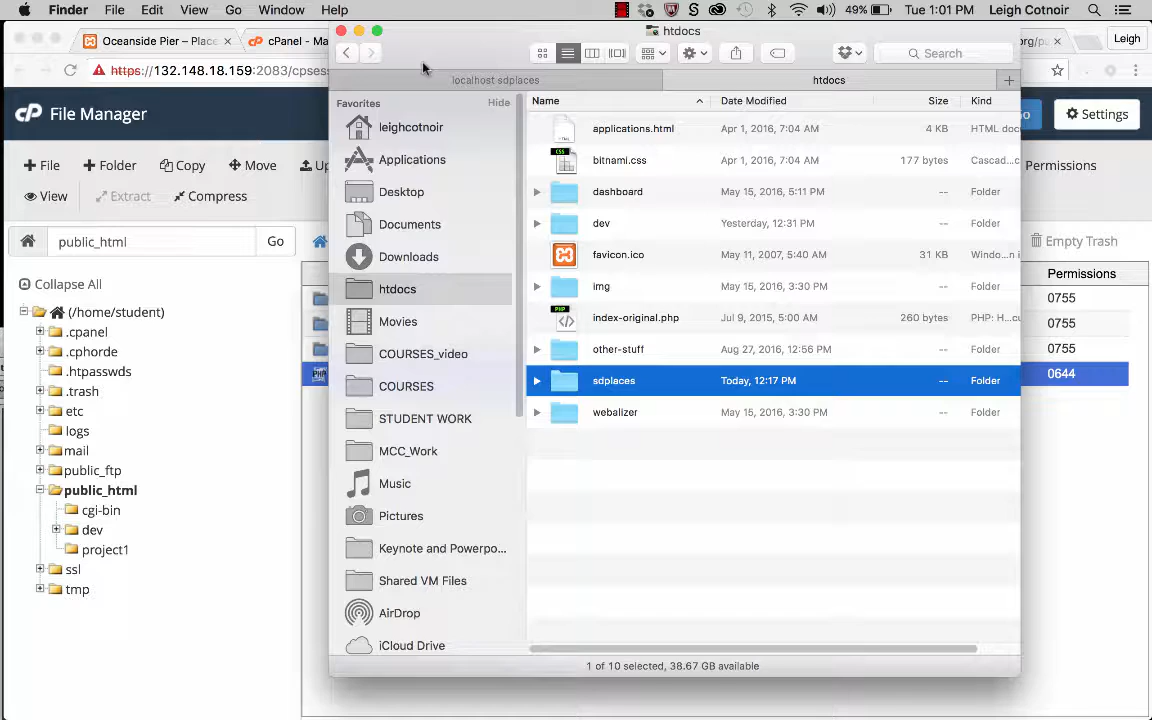 Finder File Edit View Go Window Help 49% Tue 1:01 PM Leigh Cotnoir
htdocs
Oceanside Pier – Place cPanel - Ma org/pu Leigh
https://132.148.18.159:2083/cpses
Search
localhost sdplaces htdocs
File Manager Settings
Favorites Hide Name Date Modified Size Kind
leighcotnoir applications.html Apr 1, 2016, 7:04 AM 4 KB HTML doc
File Folder Copy Move Permissions
Applications bitnami.css Apr 1, 2016, 7:04 AM 177 bytes Cascad...c
View Extract Compress
Desktop dashboard May 15, 2016, 5:11 PM -- Folder
Documents dev Yesterday, 12:31 PM -- Folder
public_html Go Empty Trash
Downloads favicon.ico May 11, 2007, 5:40 AM 31 KB Windo...n i
Permissions
Collapse All
htdocs img May 15, 2016, 3:30 PM -- Folder
0755
(/home/student)
Movies index-original.php Jul 9, 2015, 5:00 AM 260 bytes PHP: H...cu
.cpanel 0755
.cphorde COURSES_video other-stuff Aug 27, 2016, 12:56 PM -- Folder 0755
.htpasswds
COURSES sdplaces Today, 12:17 PM -- Folder 0644
.trash
etc STUDENT WORK webalizer May 15, 2016, 3:30 PM -- Folder
logs
mail MCC_Work
public_ftp
Music
public_html
cgi-bin Pictures
dev
project1 Keynote and Powerpo...
ssl Shared VM Files
tmp
AirDrop
iCloud Drive
1 of 10 selected, 38.67 GB available